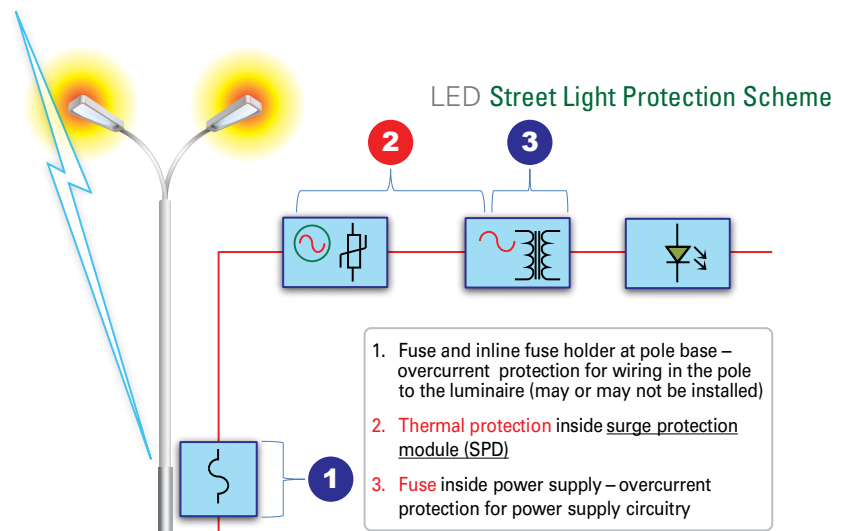 LED Street Light Protection Scheme
2
3
1. Fuse and inline fuse holder at pole base –
overcurrent protection for wiring in the pole
to the luminaire (may or may not be installed)
2. Thermal protection inside surge protection
module (SPD)
3. Fuse inside power supply – overcurrent
protection for power supply circuitry
1